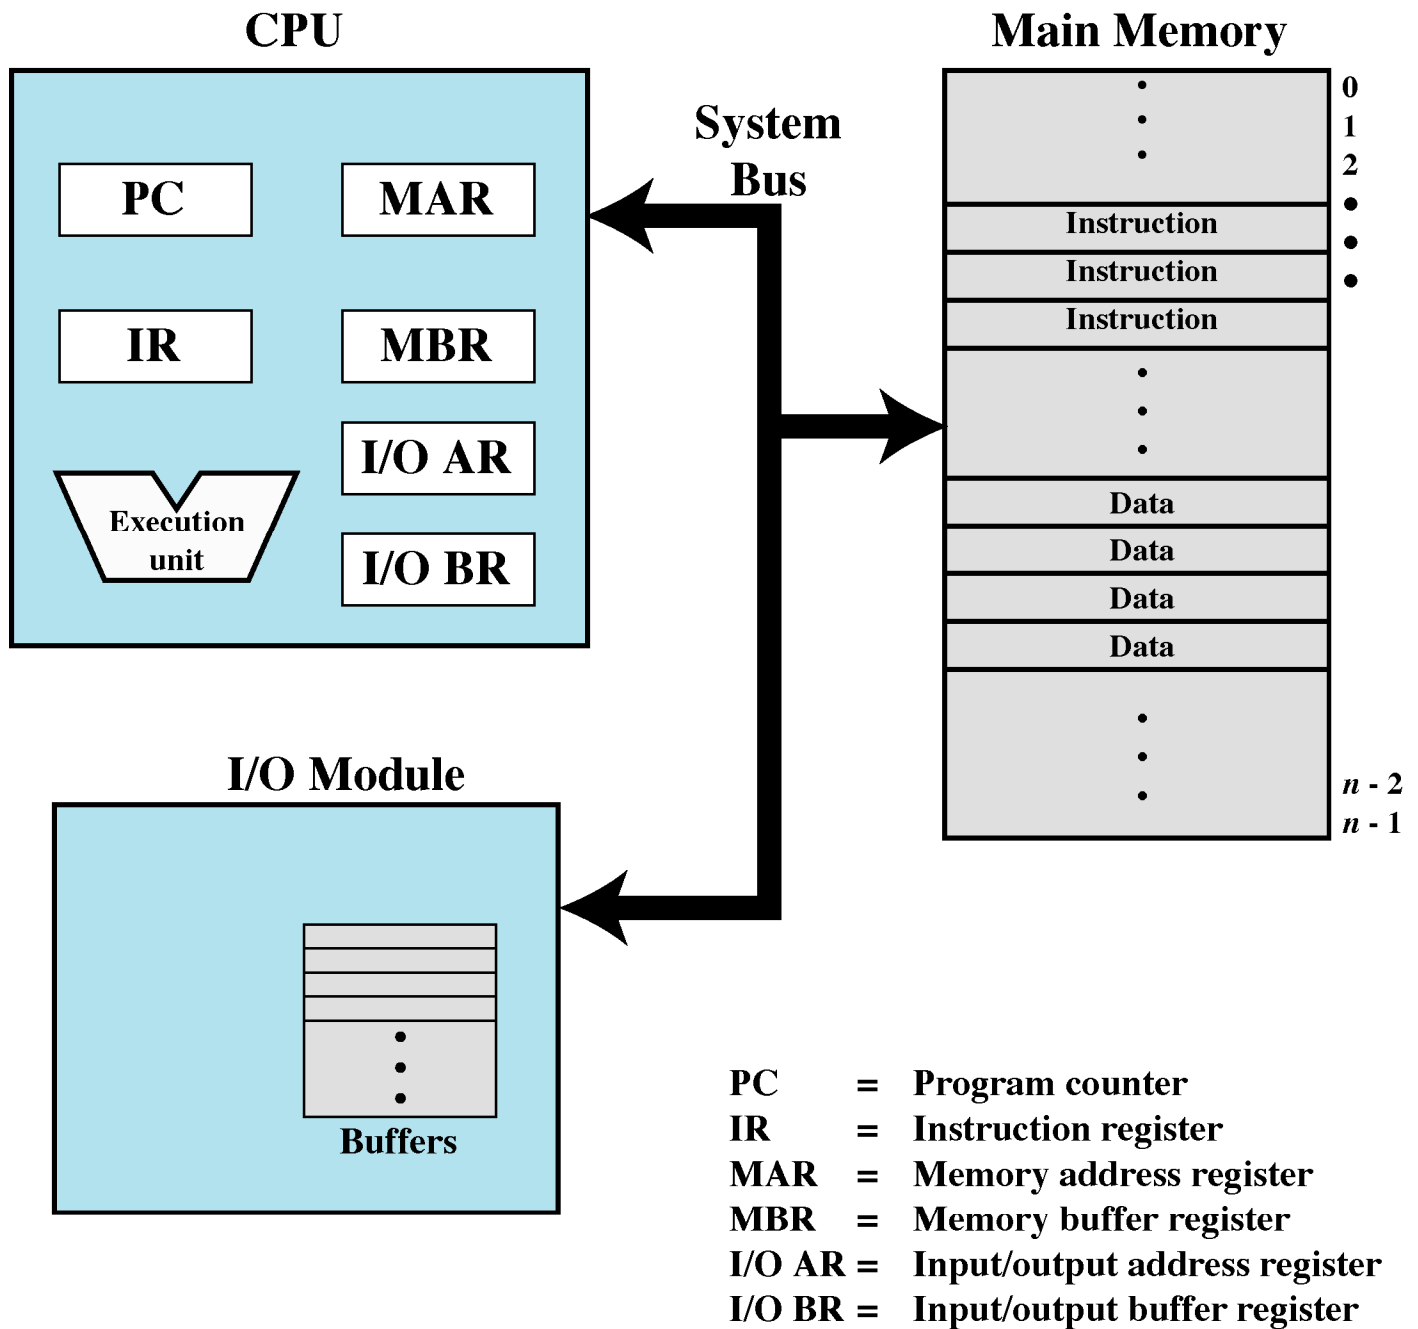 CPU
PC
MAR
IR
MBR
I/O AR
I/O BR
Execution
unit
System
Bus
Main Memory
0
1
2
Instruction
Instruction
Instruction
Data
Data
Data
Data
n - 2
n - 1
I/O Module
Buffers
PC = Program counter
IR = Instruction register
MAR = Memory address register
MBR = Memory buffer register
I/O AR = Input/output address register
I/O BR = Input/output buffer register